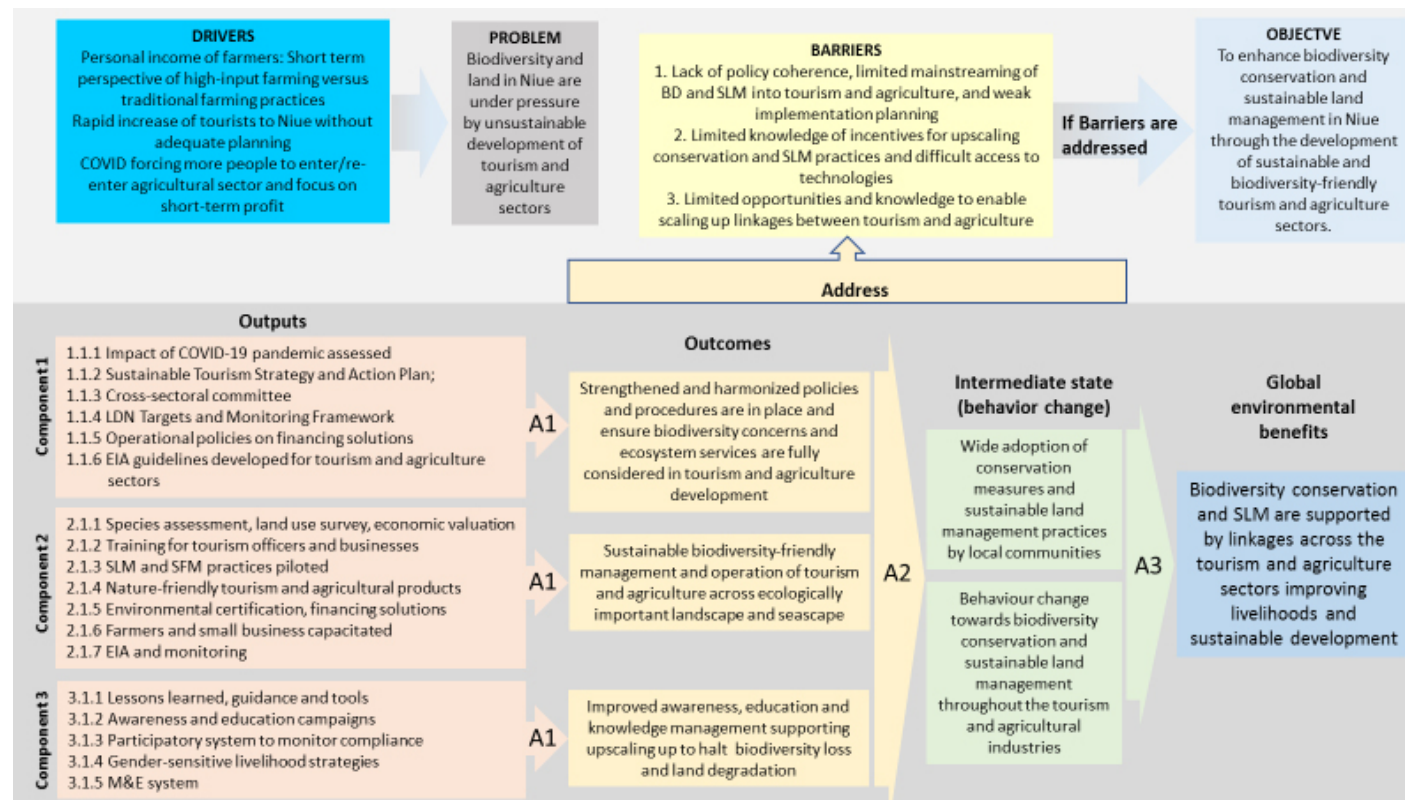 DRIVERS
Personal income of farmers: Short term
perspective of high-input farming versus
traditional farming practices
Rapid increase of tourists to Niue without
adequate planning
COVID forcing more people to enter/re-
enter agricultural sector and focus on
short-term profit
PROBLEM
Biodiversity and
land in Niue are
under pressure
by unsustainable
development of
tourism and
agriculture
sectors
BARRIERS
1. Lack of policy coherence, limited mainstreaming of
BD and SLM into tourism and agriculture, and weak
implementation planning
2. Limited knowledge of incentives for upscaling
conservation and SLM practices and difficult access to
technologies
3. Limited opportunities and knowledge to enable
scaling up linkages between tourism and agriculture
If Barriers are
addressed
OBJECTVE
To enhance biodiversity
conservation and
sustainable land
management in Niue
through the development
of sustainable and
biodiversity-friendly
tourism and agriculture
sectors.
Address
Outputs
Component 1
1.1.1 Impact of COVID-19 pandemic assessed
1.1.2 Sustainable Tourism Strategy and Action Plan;
1.1.3 Cross-sectoral committee
1.1.4 LDN Targets and Monitoring Framework
1.1.5 Operational policies on financing solutions
1.1.6 EIA guidelines developed for tourism and agriculture
sectors
Component 2
2.1.1 Species assessment, land use survey, economic valuation
2.1.2 Training for tourism officers and businesses
2.1.3 SLM and SFM practices piloted
2.1.4 Nature-friendly tourism and agricultural products
2.1.5 Environmental certification, financing solutions
2.1.6 Farmers and small business capacitated
2.1.7 EIA and monitoring
Component 3
3.1.1 Lessons learned, guidance and tools
3.1.2 Awareness and education campaigns
3.1.3 Participatory system to monitor compliance
3.1.4 Gender-sensitive livelihood strategies
3.1.5 M&E system
A1
A1
A1
Outcomes
Strengthened and harmonized policies
and procedures are in place and
ensure biodiversity concerns and
ecosystem services are fully
considered in tourism and agriculture
development
Sustainable biodiversity-friendly
management and operation of tourism
and agriculture across ecologically
important landscape and seascape
Improved awareness, education and
knowledge management supporting
upscaling up to halt biodiversity loss
and land degradation
A2
Intermediate state
(behavior change)
Wide adoption of
conservation
measures and
sustainable land
management practices
by local communities
Behaviour change
towards biodiversity
conservation and
sustainable land
management
throughout the tourism
and agricultural
industries
A3
Global
environmental
benefits
Biodiversity conservation
and SLM are supported
by linkages across the
tourism and agriculture
sectors improving
livelihoods and
sustainable development